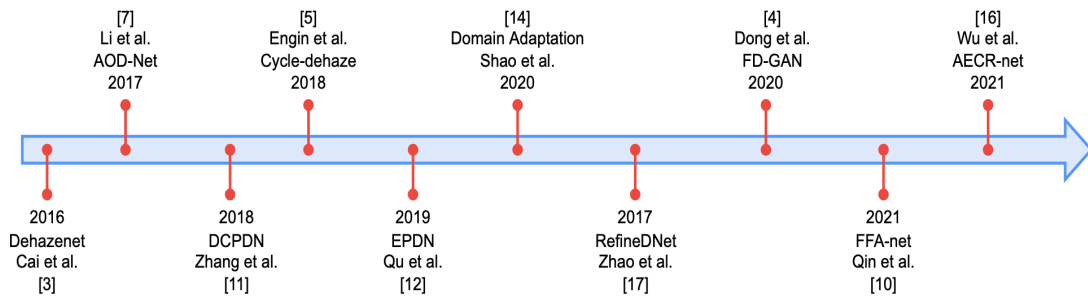 [7]
Li et al.
AOD-Net
2017
[5]
Engin et al.
Cycle-dehaze
2018
[14]
Domain Adaptation
Shao et al.
2020
[4]
Dong et al.
FD-GAN
2020
[16]
Wu et al.
AECR-net
2021
2016
Dehazenet
Cai et al.
[3]
2018
DCPDN
Zhang et al.
[11]
2019
EPDN
Qu et al.
[12]
2017
RefineDNet
Zhao et al.
[17]
2021
FFA-net
Qin et al.
[10]